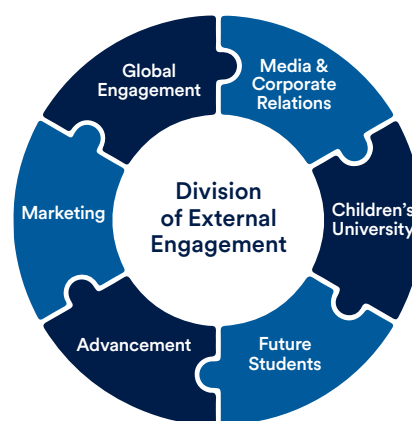 Division
of External
Engagement
Media &
Corporate
Relations
Children's
University
Future
Students
Advancement
Marketing
Global
Engagement